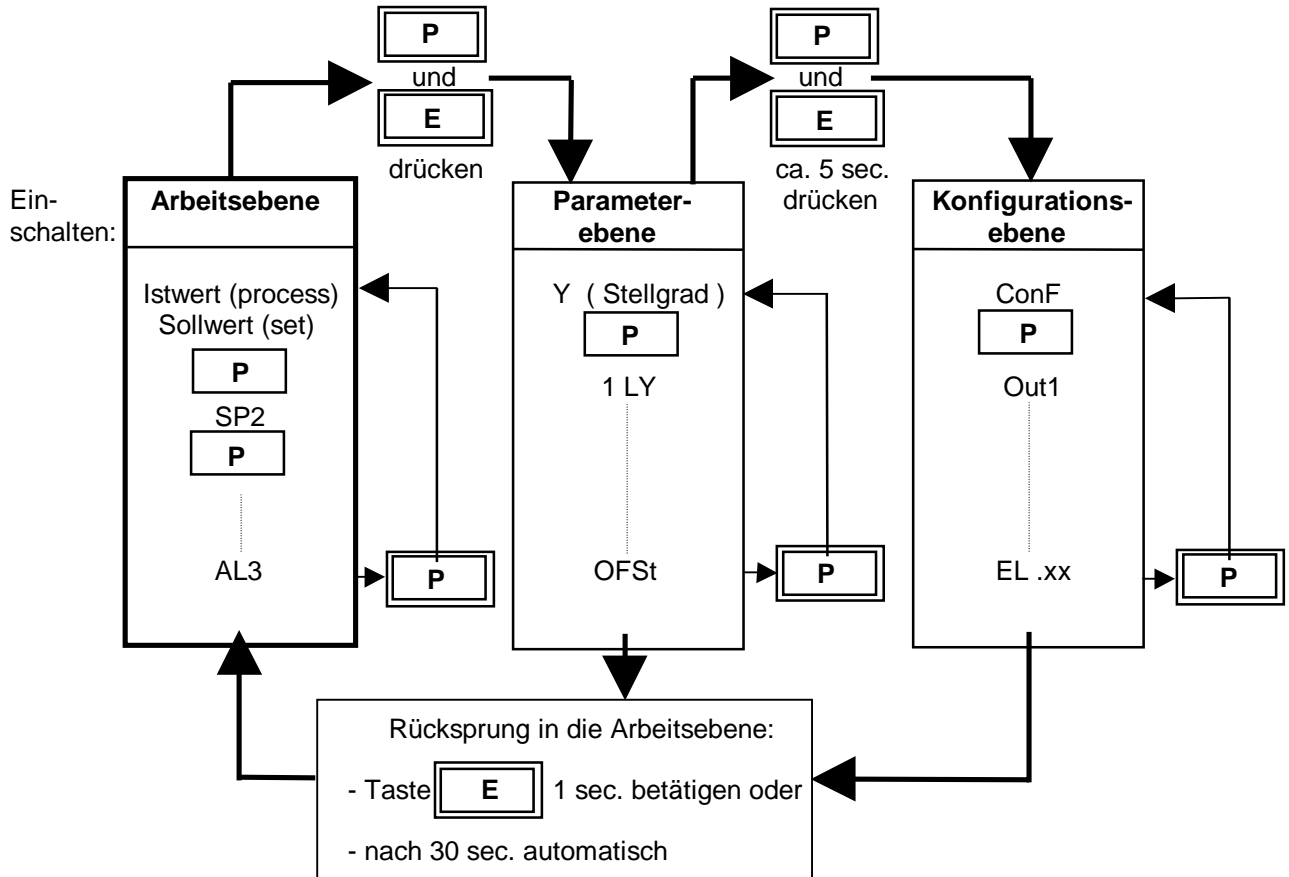 P
und
E
drücken
P
und
E
ca. 5 sec.
drücken
Ein-
schalten:
Arbeitsebene
Istwert (process)
Sollwert (set)
P
SP2
P
AL3
P
Parameter-
ebene
Y ( Stellgrad )
P
1 LY
OFSt
P
Konfigurations-
ebene
ConF
P
Out1
EL .xx
P
Rücksprung in die Arbeitsebene:
- Taste E 1 sec. betätigen oder
- nach 30 sec. automatisch